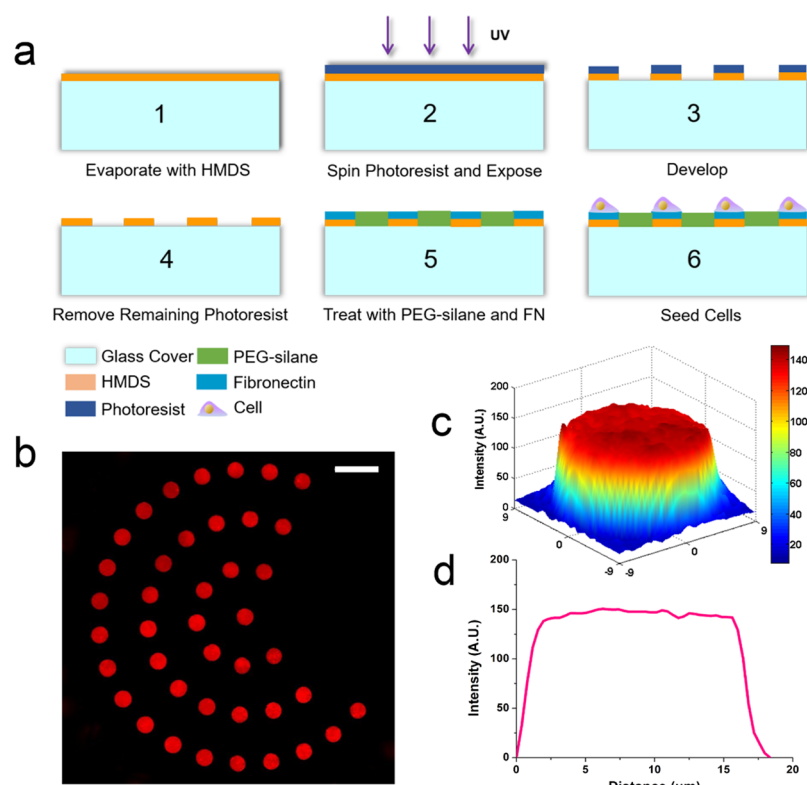 a
UV
1
2
3
Evaporate with HMDS
Spin Photoresist and Expose
Develop
4
5
6
Remove Remaining Photoresist
Treat with PEG-silane and FN
Seed Cells
Glass Cover
PEG-silane
HMDS
Fibronectin
Photoresist
Cell
b
c
Intensity (A.U.)
200
150
100
50
0
9
0
-9
-9
0
9
140
120
100
80
60
40
20
d
Intensity (A.U.)
200
150
100
50
0
0
5
10
15
20
Distance (μm)